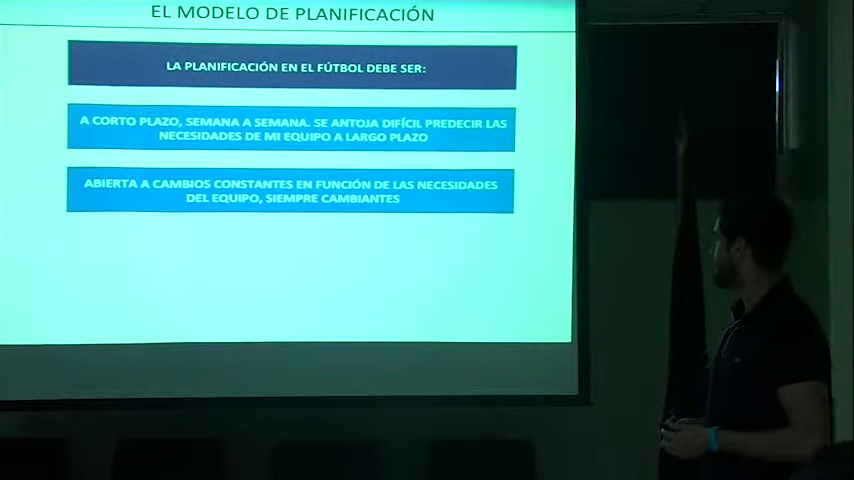 EL MODELO DE PLANIFICACIÓN
LA PLANIFICACIÓN EN EL FÚTBOL DEBE SER:
A CORTO PLAZO, SEMANA A SEMANA. SE ANTOJA DIFÍCIL PREDECIR LAS
NECESIDADES DE MI EQUIPO A LARGO PLAZO
ABIERTA A CAMBIOS CONSTANTES EN FUNCIÓN DE LAS NECESIDADES
DEL EQUIPO, SIEMPRE CAMBIANTES